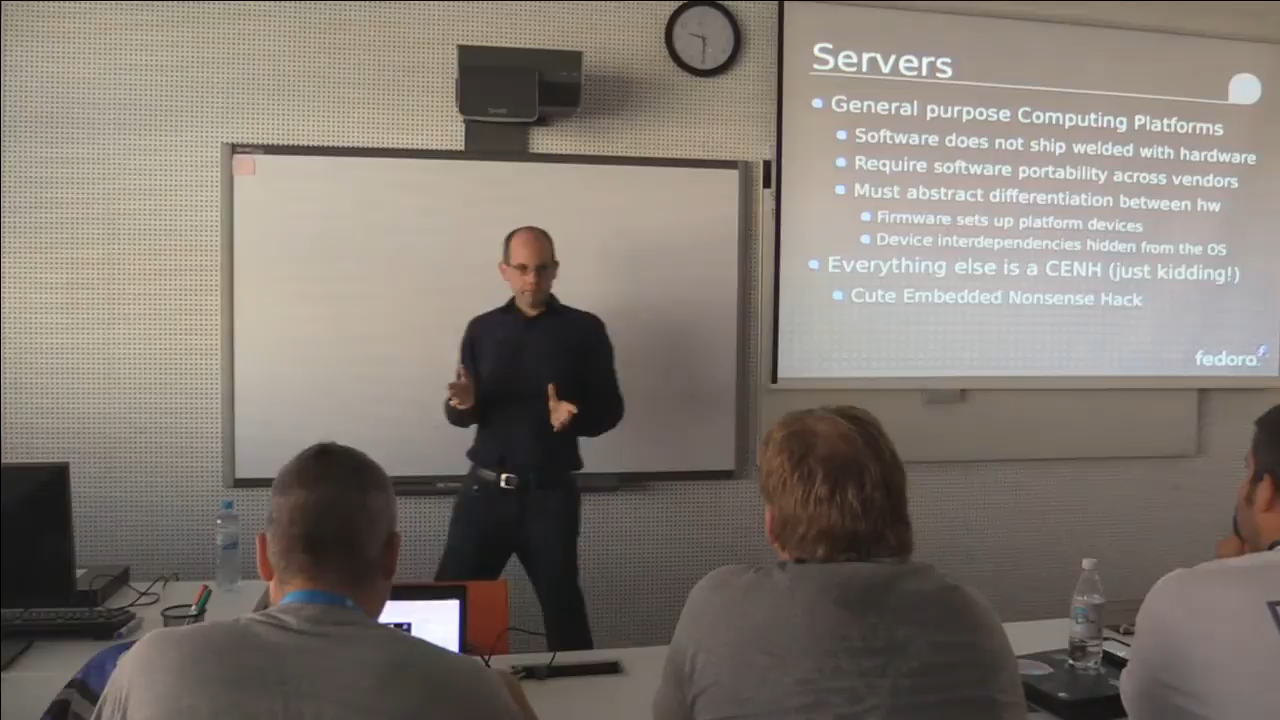 Servers
General purpose Computing Platforms
Software does not ship welded with hardware
Require software portability across vendors
Must abstract differentiation between hw
Firmware sets up platform devices
Device interdependencies hidden from the OS
Everything else is a CENH (just kidding!)
Cute Embedded Nonsense Hack
fedora